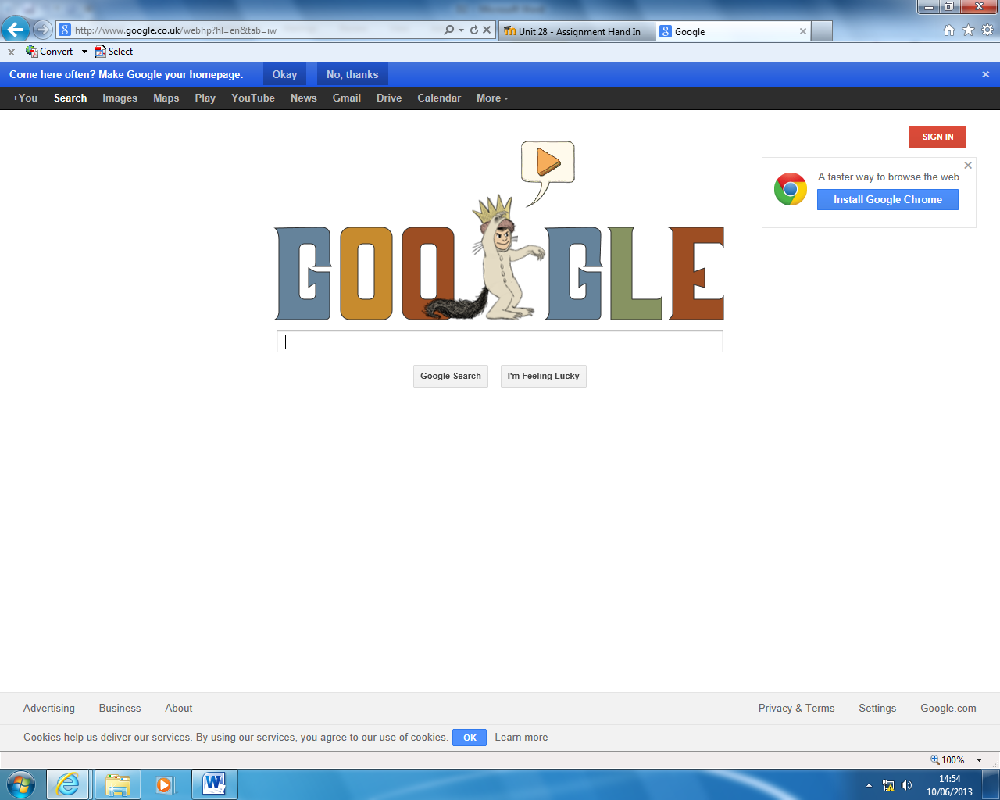 http://www.google.co.uk/webhp?hl=en&tab=iw
Unit 28 - Assignment Hand In
Google
x Convert Select
Come here often? Make Google your homepage. Okay No, thanks
+You Search Images Maps Play YouTube News Gmail Drive Calendar More
SIGN IN
A faster way to browse the web
Install Google Chrome
GOOGLE
Google Search I'm Feeling Lucky
Advertising Business About Privacy & Terms Settings Google.com
Cookies help us deliver our services. By using our services, you agree to our use of cookies. OK Learn more
100%
14:54
10/06/2013